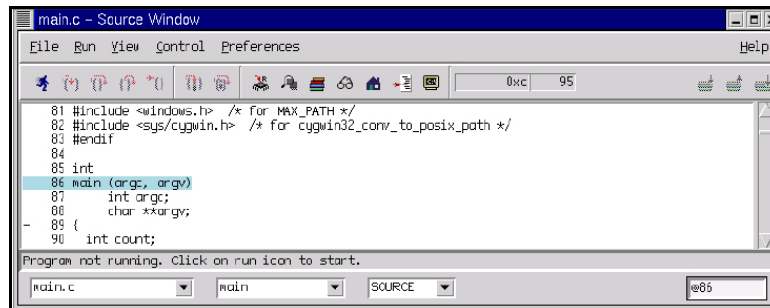 main.c - Source Window
File Run View Control Preferences Help
0xc 95
81 #include <windows.h> /* for MAX_PATH */
82 #include <sys/cygwin.h> /* for cygwin32_conv_to_posix_path */
83 #endif
84
85 int
86 main (argc, argv)
87 int argc;
88 char **argv;
- 89 {
90 int count;
Program not running. Click on run icon to start.
main.c main SOURCE @86